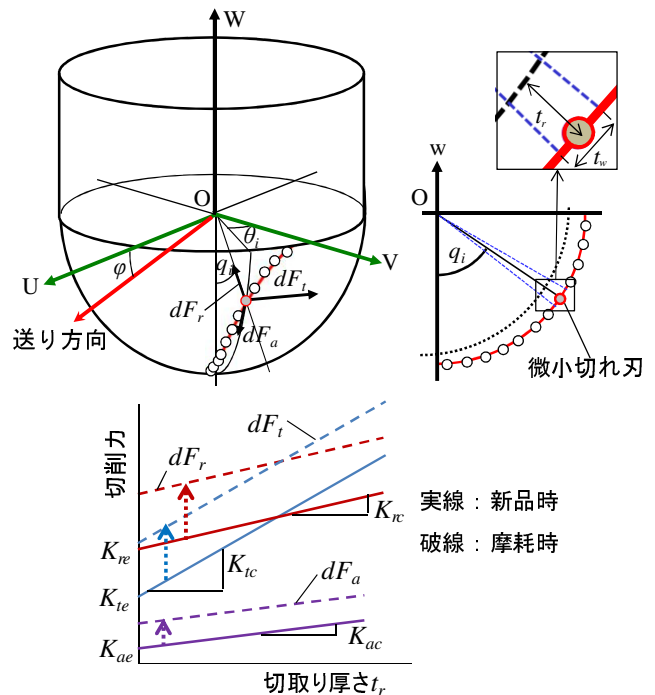 W
O
θi
V
U
φ
qi
dFt
dFr
dFa
送り方向
tr
tw
w
O
qi
微小切れ刃
切削力
dFt
dFr
Krc
Kre
Ktc
Kte
dFa
Kae
Kac
切取り厚さtr
実線：新品時
破線：摩耗時